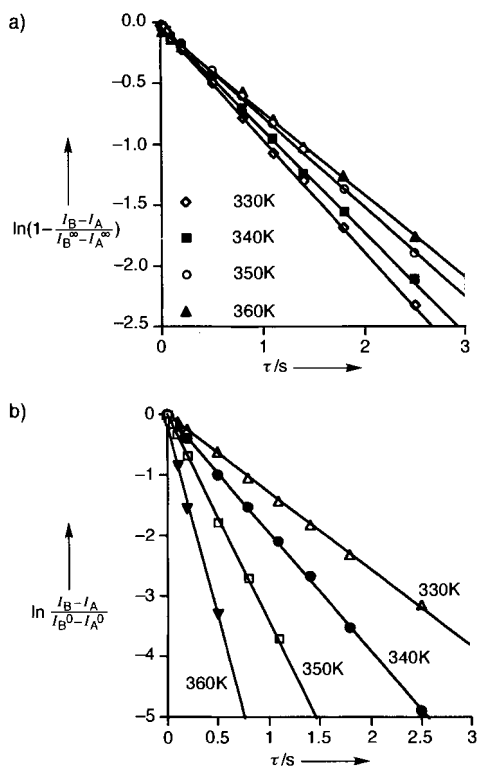 a)
0.0
−0.5
−1.0
−1.5
−2.0
−2.5
ln(1− (I_B − I_A)/(I_B^∞ − I_A^∞))
330K
340K
350K
360K
0 1 2 3
τ/s
b)
0
−1
−2
−3
−4
−5
ln (I_B − I_A)/(I_B^0 − I_A^0)
330K
340K
350K
360K
0 0.5 1 1.5 2 2.5 3
τ/s